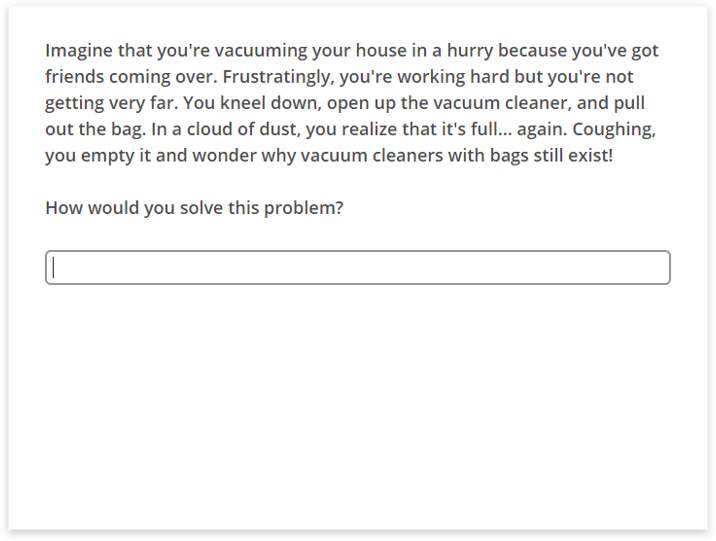 Imagine that you're vacuuming your house in a hurry because you've got
friends coming over. Frustratingly, you're working hard but you're not
getting very far. You kneel down, open up the vacuum cleaner, and pull
out the bag. In a cloud of dust, you realize that it's full... again. Coughing,
you empty it and wonder why vacuum cleaners with bags still exist!
How would you solve this problem?